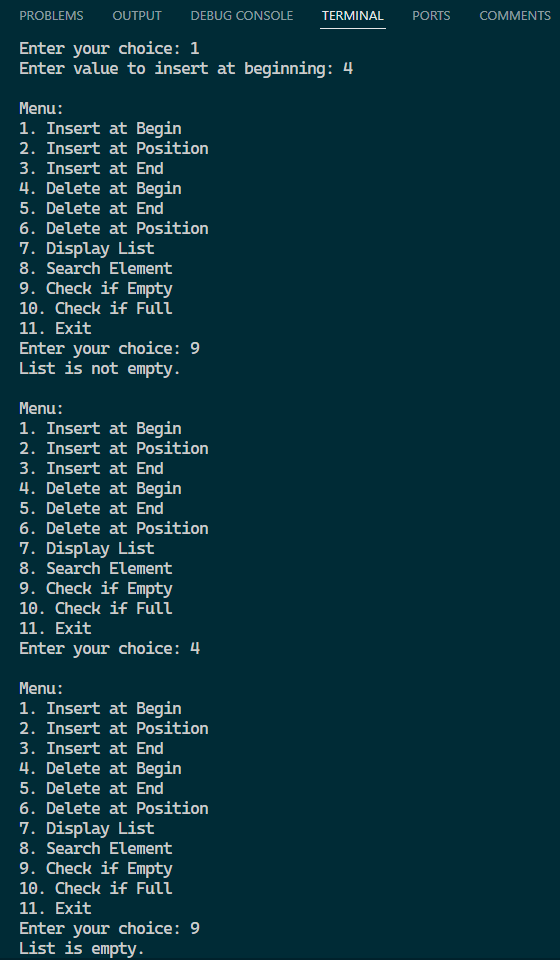 PROBLEMS OUTPUT DEBUG CONSOLE TERMINAL PORTS COMMENTS
Enter your choice: 1
Enter value to insert at beginning: 4
Menu:
1. Insert at Begin
2. Insert at Position
3. Insert at End
4. Delete at Begin
5. Delete at End
6. Delete at Position
7. Display List
8. Search Element
9. Check if Empty
10. Check if Full
11. Exit
Enter your choice: 9
List is not empty.
Menu:
1. Insert at Begin
2. Insert at Position
3. Insert at End
4. Delete at Begin
5. Delete at End
6. Delete at Position
7. Display List
8. Search Element
9. Check if Empty
10. Check if Full
11. Exit
Enter your choice: 4
Menu:
1. Insert at Begin
2. Insert at Position
3. Insert at End
4. Delete at Begin
5. Delete at End
6. Delete at Position
7. Display List
8. Search Element
9. Check if Empty
10. Check if Full
11. Exit
Enter your choice: 9
List is empty.